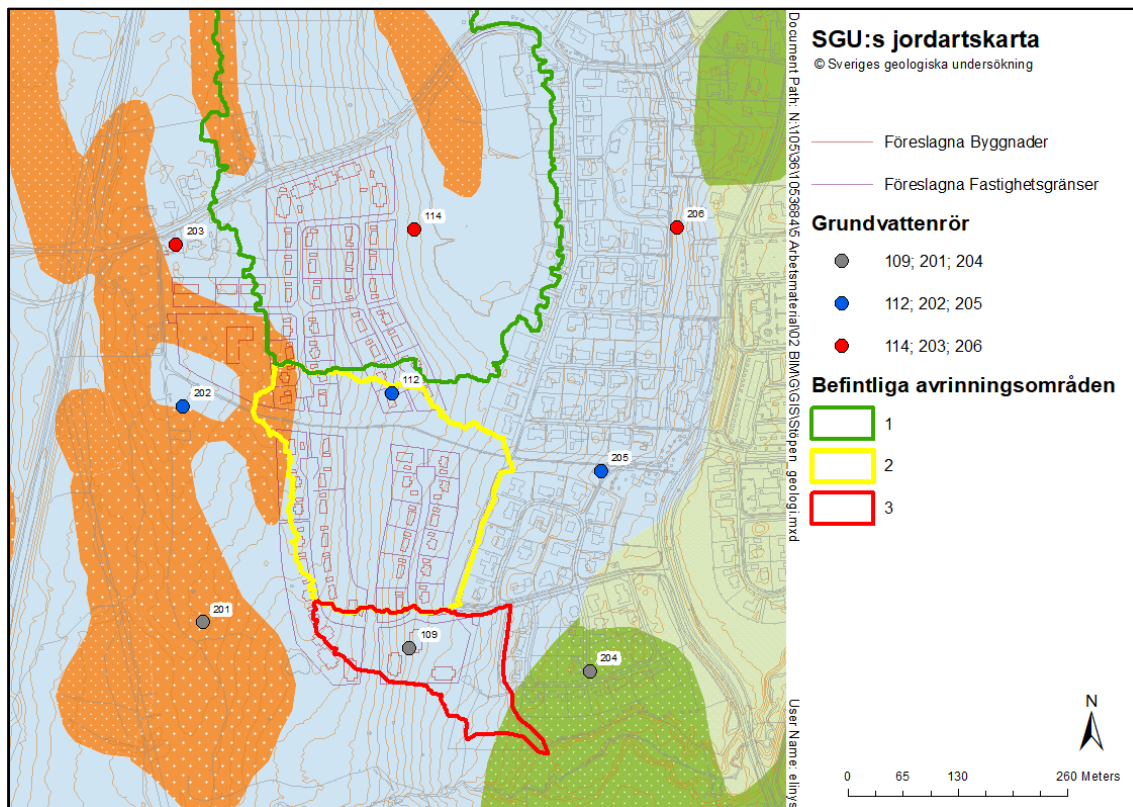 SGU:s jordartskarta
© Sveriges geologiska undersökning
Föreslagna Byggnader
Föreslagna Fastighetsgränser
Grundvattenrör
109; 201; 204
112; 202; 205
114; 203; 206
Befintliga avrinningsområden
1
2
3
N
0 65 130 260 Meters
203
114
206
202
112
205
201
109
204
Document Path: N:\105\36\1053684\5 Arbetsmaterial\02 BIM\G\GIS\Stöpen_geologi.mxd
User Name: elinys